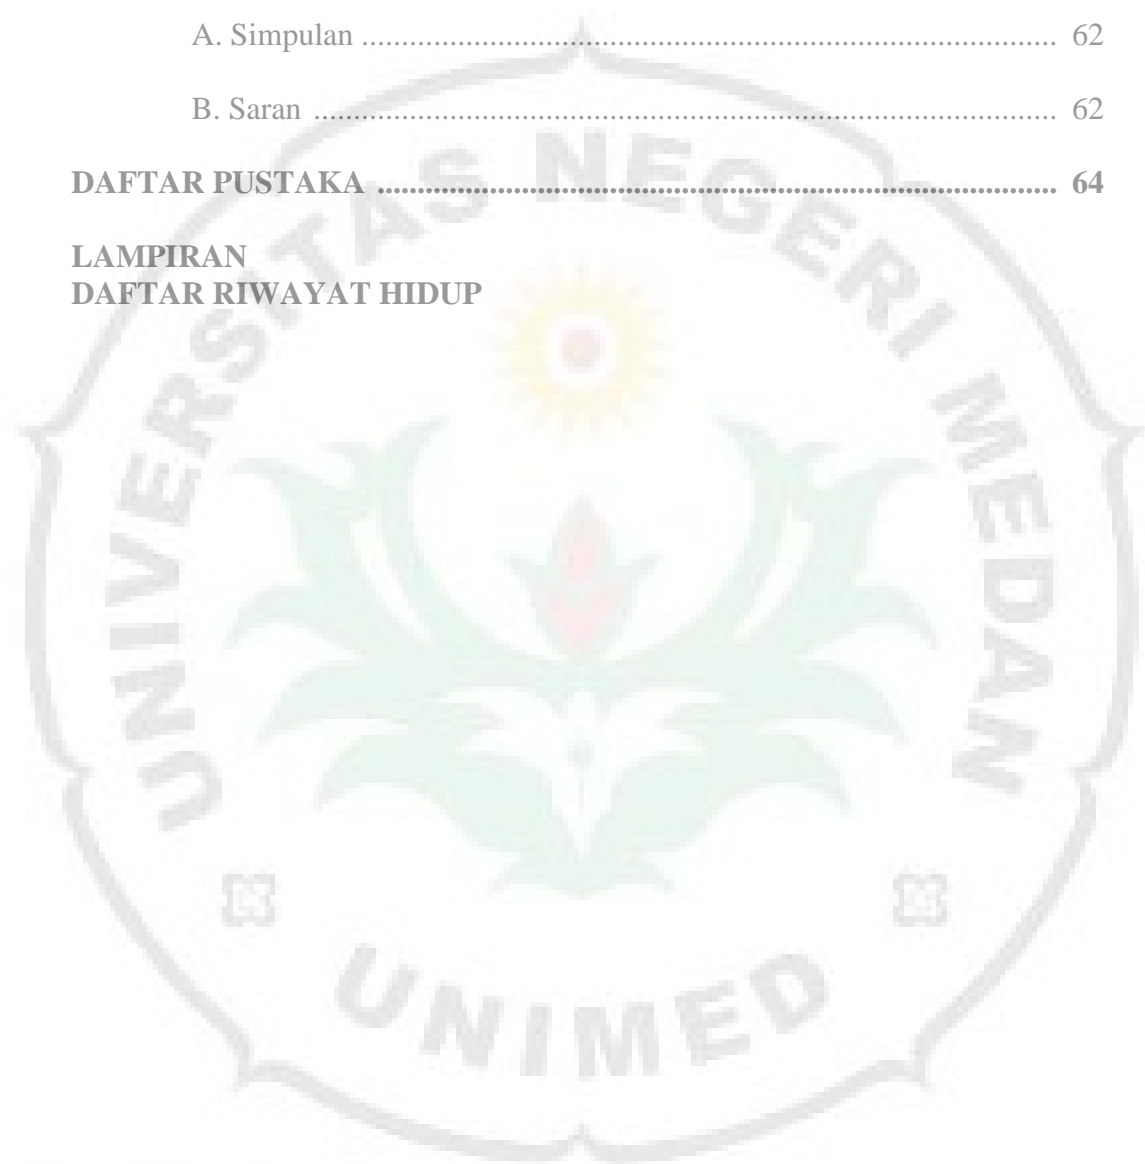 A. Simpulan ........................................................................................ 62
B. Saran .............................................................................................. 62
DAFTAR PUSTAKA ...................................................................................... 64
LAMPIRAN
DAFTAR RIWAYAT HIDUP
UNIVERSITAS NEGERI MEDAN
UNIMED